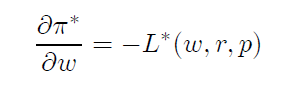 ∂π*/∂w = −L*(w, r, p)